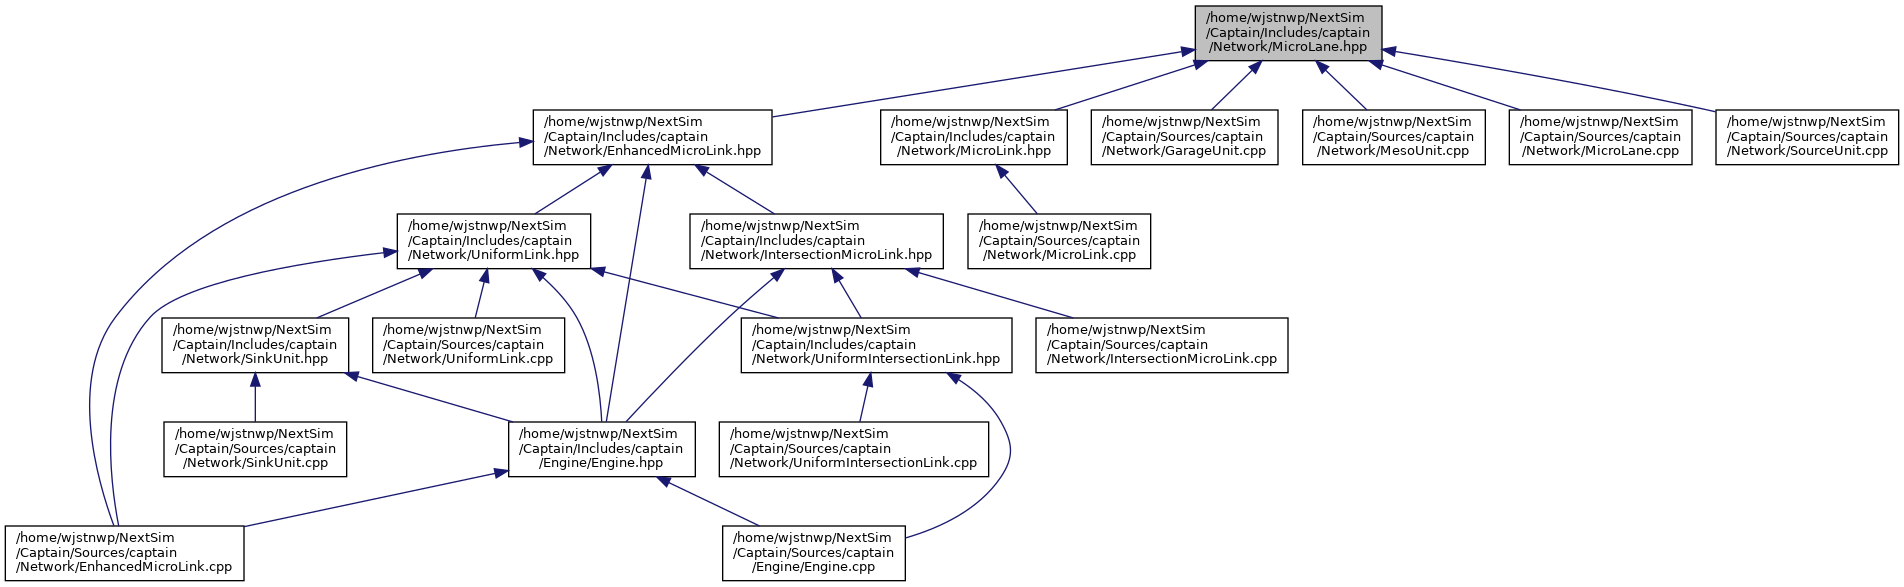 /home/wjstnwp/NextSim
/Captain/Includes/captain
/Network/MicroLane.hpp
/home/wjstnwp/NextSim
/Captain/Includes/captain
/Network/EnhancedMicroLink.hpp
/home/wjstnwp/NextSim
/Captain/Includes/captain
/Network/MicroLink.hpp
/home/wjstnwp/NextSim
/Captain/Sources/captain
/Network/GarageUnit.cpp
/home/wjstnwp/NextSim
/Captain/Sources/captain
/Network/MesoUnit.cpp
/home/wjstnwp/NextSim
/Captain/Sources/captain
/Network/MicroLane.cpp
/home/wjstnwp/NextSim
/Captain/Sources/captain
/Network/SourceUnit.cpp
/home/wjstnwp/NextSim
/Captain/Includes/captain
/Network/UniformLink.hpp
/home/wjstnwp/NextSim
/Captain/Includes/captain
/Network/IntersectionMicroLink.hpp
/home/wjstnwp/NextSim
/Captain/Sources/captain
/Network/MicroLink.cpp
/home/wjstnwp/NextSim
/Captain/Includes/captain
/Network/SinkUnit.hpp
/home/wjstnwp/NextSim
/Captain/Sources/captain
/Network/UniformLink.cpp
/home/wjstnwp/NextSim
/Captain/Includes/captain
/Network/UniformIntersectionLink.hpp
/home/wjstnwp/NextSim
/Captain/Sources/captain
/Network/IntersectionMicroLink.cpp
/home/wjstnwp/NextSim
/Captain/Sources/captain
/Network/SinkUnit.cpp
/home/wjstnwp/NextSim
/Captain/Includes/captain
/Engine/Engine.hpp
/home/wjstnwp/NextSim
/Captain/Sources/captain
/Network/UniformIntersectionLink.cpp
/home/wjstnwp/NextSim
/Captain/Sources/captain
/Network/EnhancedMicroLink.cpp
/home/wjstnwp/NextSim
/Captain/Sources/captain
/Engine/Engine.cpp